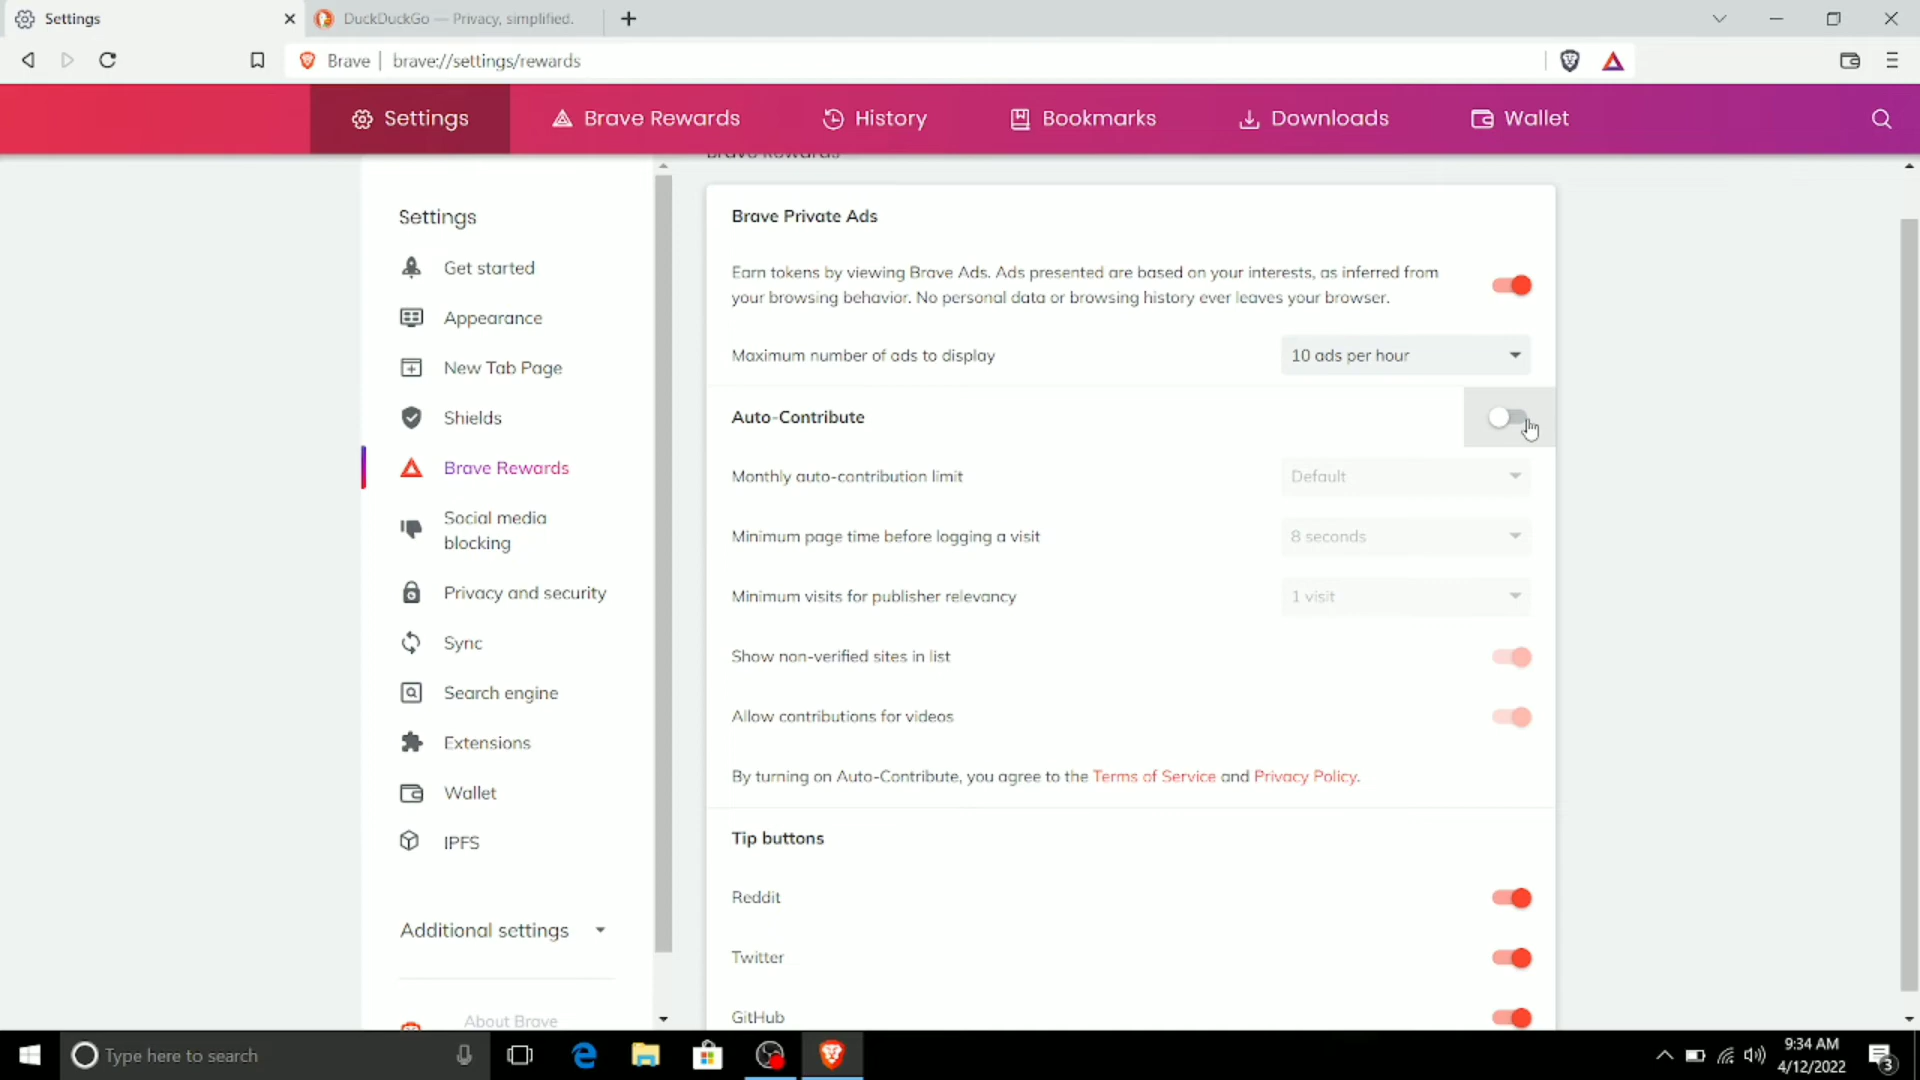 Settings
DuckDuckGo — Privacy, simplified.
Brave
brave://settings/rewards
Settings
Brave Rewards
History
Bookmarks
Downloads
Wallet
Brave Rewards
Settings
Get started
Appearance
New Tab Page
Shields
Brave Rewards
Social media
blocking
Privacy and security
Sync
Search engine
Extensions
Wallet
IPFS
Additional settings
About Brave
Brave Private Ads
Earn tokens by viewing Brave Ads. Ads presented are based on your interests, as inferred from
your browsing behavior. No personal data or browsing history ever leaves your browser.
Maximum number of ads to display
10 ads per hour
Auto-Contribute
Monthly auto-contribution limit
Default
Minimum page time before logging a visit
8 seconds
Minimum visits for publisher relevancy
1 visit
Show non-verified sites in list
Allow contributions for videos
By turning on Auto-Contribute, you agree to the Terms of Service and Privacy Policy.
Tip buttons
Reddit
Twitter
GitHub
Type here to search
9:34 AM
4/12/2022
3